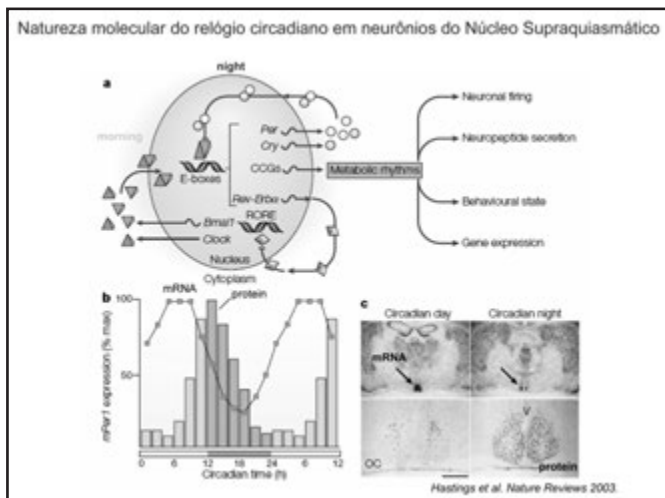 Natureza molecular do relógio circadiano em neurônios do Núcleo Supraquiasmático
a
night
morning
Per
Cry
CCGs
Rev-Erbα
E-boxes
RORE
Bmal1
Clock
Nucleus
Cytoplasm
Metabolic rhythms
Neuronal firing
Neuropeptide secretion
Behavioural state
Gene expression
b
mRNA
protein
mPer1 expression (% max)
100
50
0 6 12 18 24 6 12
Circadian time (h)
c
Circadian day
Circadian night
mRNA
OC
V
protein
Hastings et al. Nature Reviews 2003.